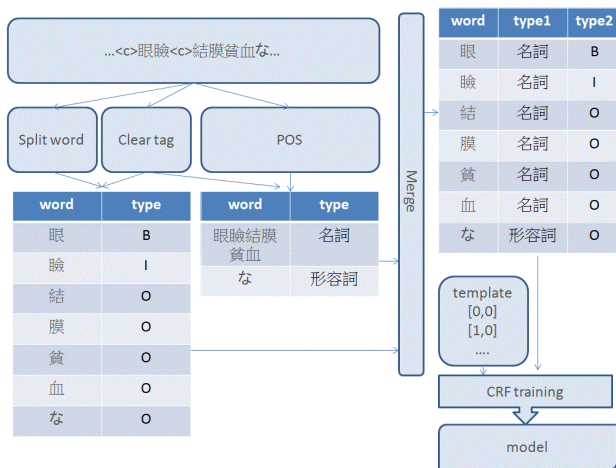 ...<c>眼瞼<c>結膜貧血な...
Split word
Clear tag
POS
word type
眼 B
瞼 I
結 O
膜 O
貧 O
血 O
な O
word type
眼瞼結膜
貧血 名詞
な 形容詞
Merge
word type1 type2
眼 名詞 B
瞼 名詞 I
結 名詞 O
膜 名詞 O
貧 名詞 O
血 名詞 O
な 形容詞 O
template
[0,0]
[1,0]
....
CRF training
model